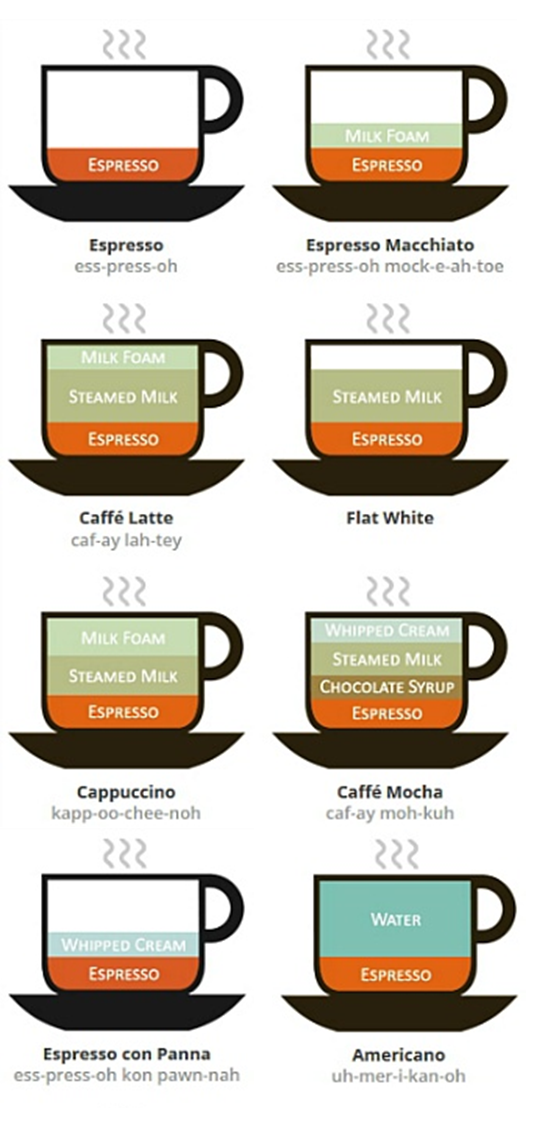 ESPRESSO
Espresso
ess-press-oh
MILK FOAM
ESPRESSO
Espresso Macchiato
ess-press-oh mock-e-ah-toe
MILK FOAM
STEAMED MILK
ESPRESSO
Caffé Latte
caf-ay lah-tey
STEAMED MILK
ESPRESSO
Flat White
MILK FOAM
STEAMED MILK
ESPRESSO
Cappuccino
kapp-oo-chee-noh
WHIPPED CREAM
STEAMED MILK
CHOCOLATE SYRUP
ESPRESSO
Caffé Mocha
caf-ay moh-kuh
WHIPPED CREAM
ESPRESSO
Espresso con Panna
ess-press-oh kon pawn-nah
WATER
ESPRESSO
Americano
uh-mer-i-kan-oh